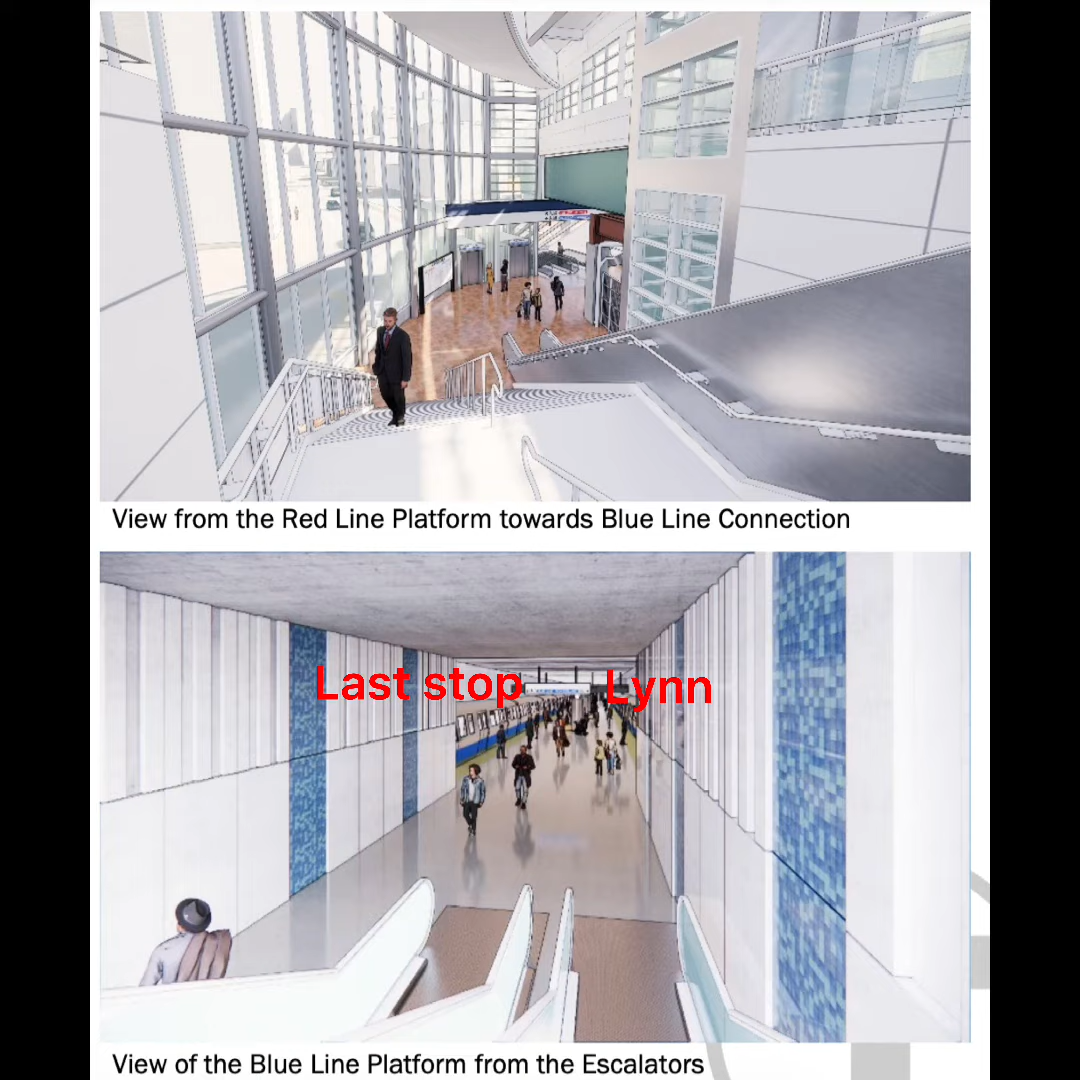 View from the Red Line Platform towards Blue Line Connection
Last stop Lynn
View of the Blue Line Platform from the Escalators